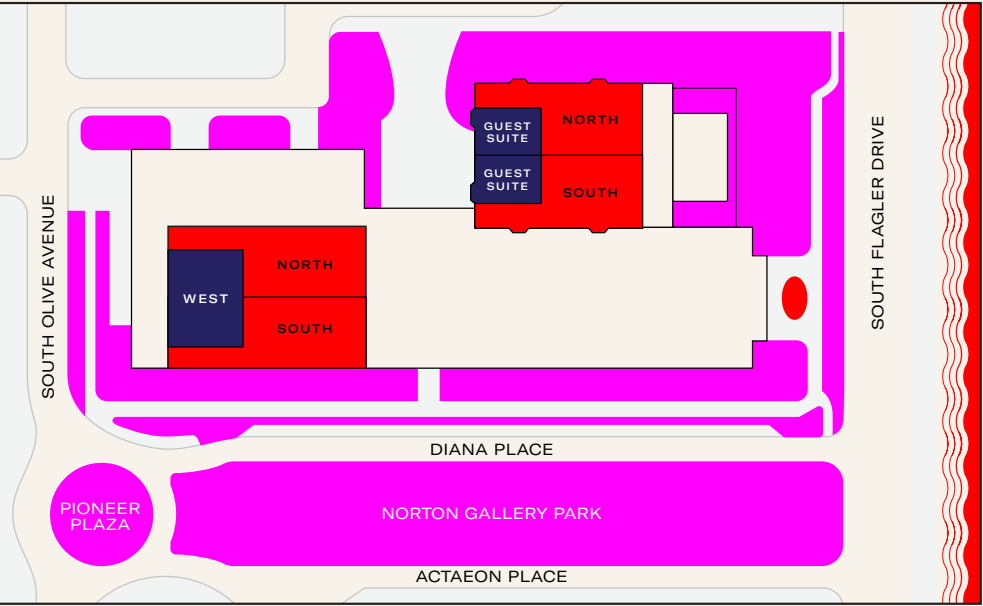 GUEST
SUITE
NORTH
GUEST
SUITE
SOUTH
SOUTH FLAGLER DRIVE
SOUTH OLIVE AVENUE
NORTH
WEST
SOUTH
DIANA PLACE
PIONEER
PLAZA
NORTON GALLERY PARK
ACTAEON PLACE